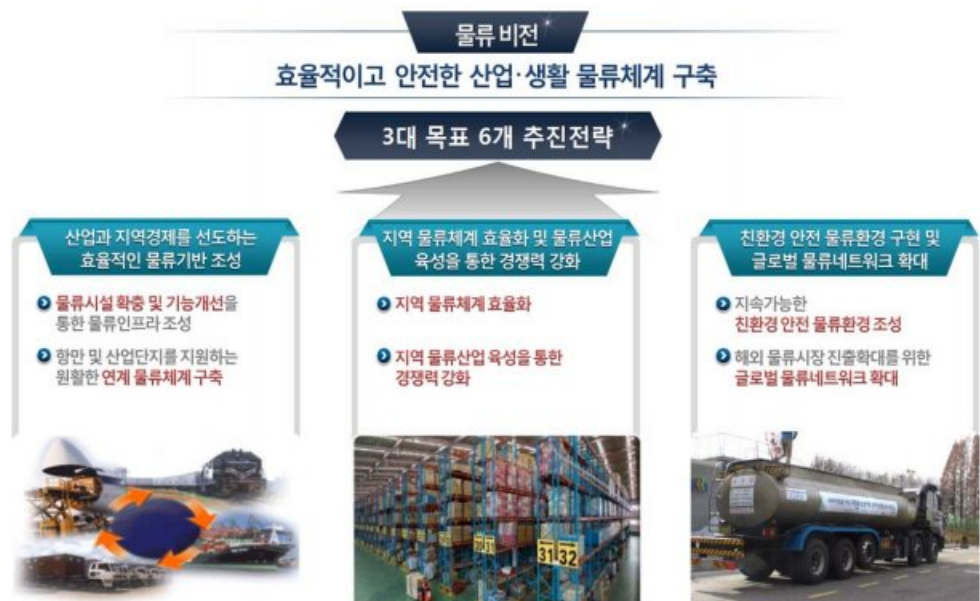 물류 비전
효율적이고 안전한 산업·생활 물류체계 구축
3대 목표 6개 추진전략
산업과 지역경제를 선도하는
효율적인 물류기반 조성
물류시설 확충 및 기능개선을
통한 물류인프라 조성
항만 및 산업단지를 지원하는
원활한 연계 물류체계 구축
지역 물류체계 효율화 및 물류산업
육성을 통한 경쟁력 강화
지역 물류체계 효율화
지역 물류산업 육성을 통한
경쟁력 강화
31
32
친환경 안전 물류환경 구현 및
글로벌 물류네트워크 확대
지속가능한
친환경 안전 물류환경 조성
해외 물류시장 진출확대를 위한
글로벌 물류네트워크 확대